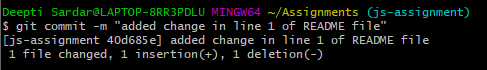 Deepti Sardar@LAPTOP-8RR3PDLU MINGW64 ~/Assignments (js-assignment)
$ git commit -m "added change in line 1 of README file"
[js-assignment 40d685e] added change in line 1 of README file
 1 file changed, 1 insertion(+), 1 deletion(-)